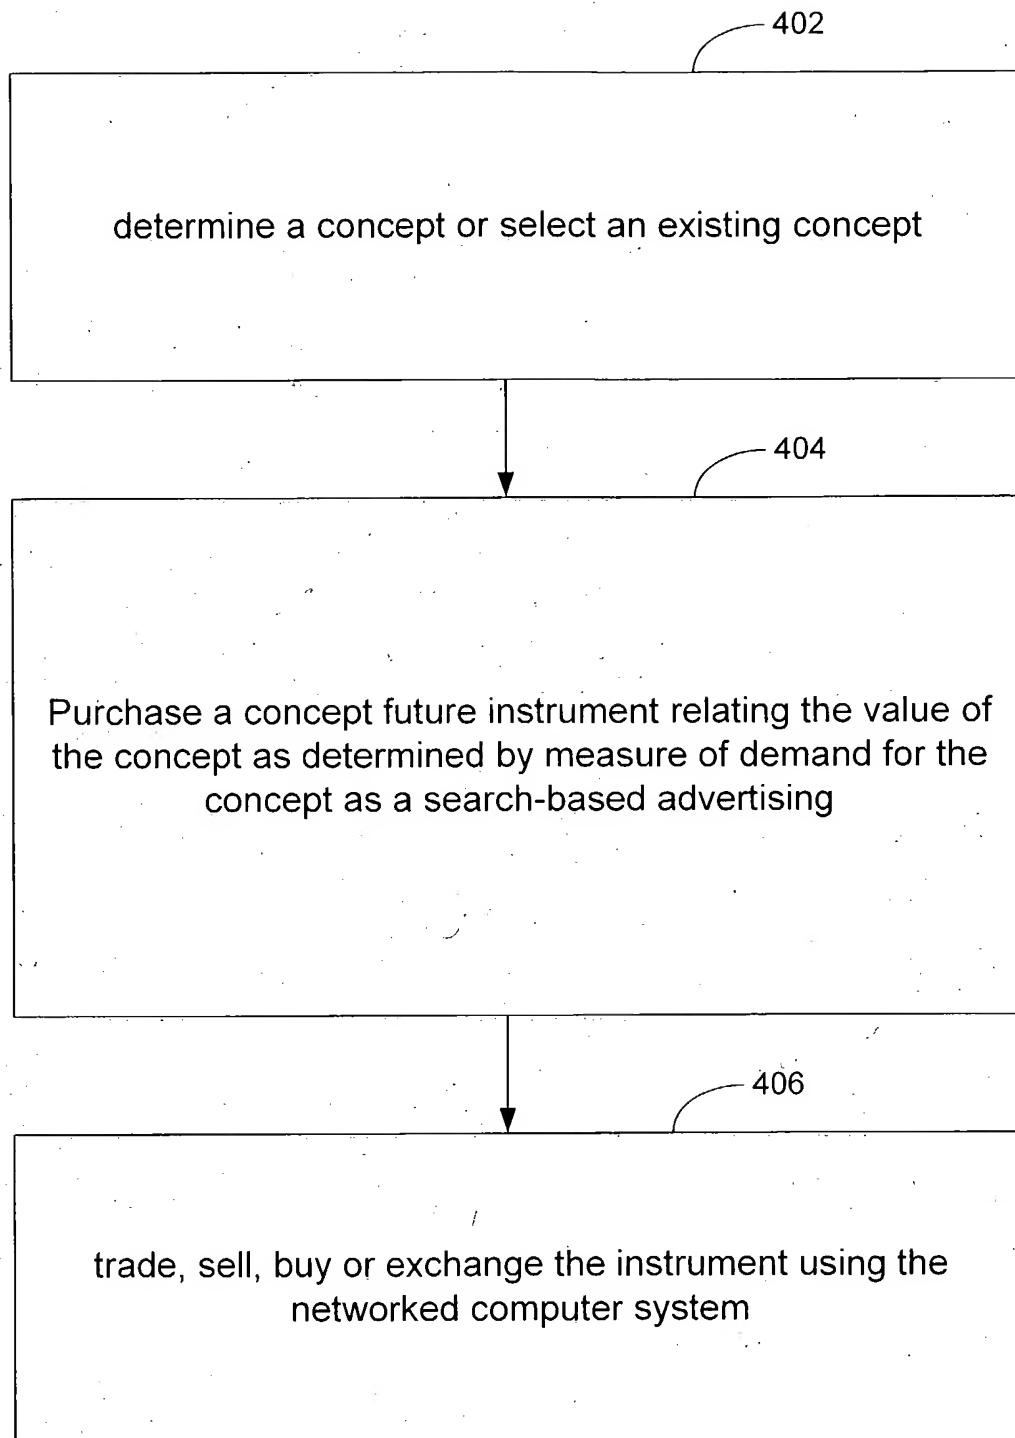 402
determine a concept or select an existing concept
404
Purchase a concept future instrument relating the value of
the concept as determined by measure of demand for the
concept as a search-based advertising
406
trade, sell, buy or exchange the instrument using the
networked computer system